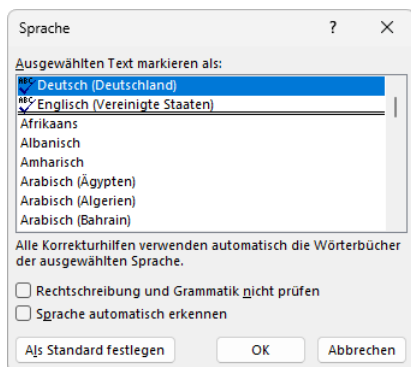 Sprache ? ×
Ausgewählten Text markieren als:
ABC Deutsch (Deutschland)
ABC Englisch (Vereinigte Staaten)
Afrikaans
Albanisch
Amharisch
Arabisch (Ägypten)
Arabisch (Algerien)
Arabisch (Bahrain)
Alle Korrekturhilfen verwenden automatisch die Wörterbücher
der ausgewählten Sprache.
Rechtschreibung und Grammatik nicht prüfen
Sprache automatisch erkennen
Als Standard festlegen OK Abbrechen